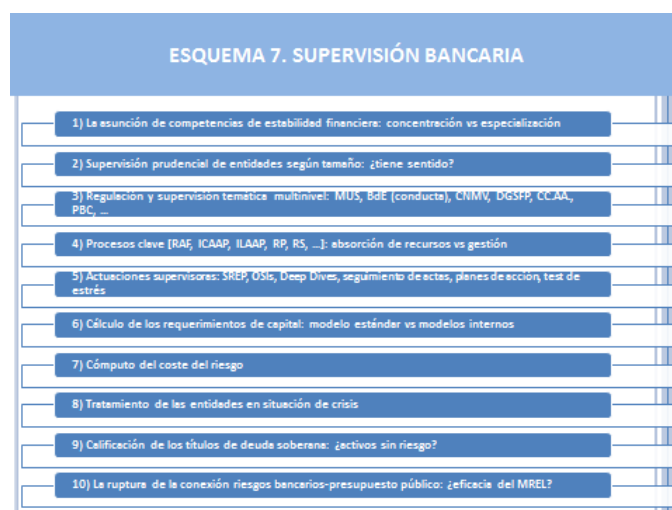 ESQUEMA 7. SUPERVISIÓN BANCARIA
1) La asunción de competencias de estabilidad financiera: concentración vs especialización
2) Supervisión prudencial de entidades según tamaño: ¿tiene sentido?
3) Regulación y supervisión temática multinivel: MUS, BdE (conducta), CNMV, DGSFP, CC.AA.,
PBC, ...
4) Procesos clave [RAF, ICAAP, ILAAP, RP, RS, ...]: absorción de recursos vs gestión
5) Actuaciones supervisoras: SREP, OSIs, Deep Dives, seguimiento de actas, planes de acción, test de
estrés
6) Cálculo de los requerimientos de capital: modelo estándar vs modelos internos
7) Cómputo del coste del riesgo
8) Tratamiento de las entidades en situación de crisis
9) Calificación de los títulos de deuda soberana: ¿activos sin riesgo?
10) La ruptura de la conexión riesgos bancarios-presupuesto público: ¿eficacia del MREL?